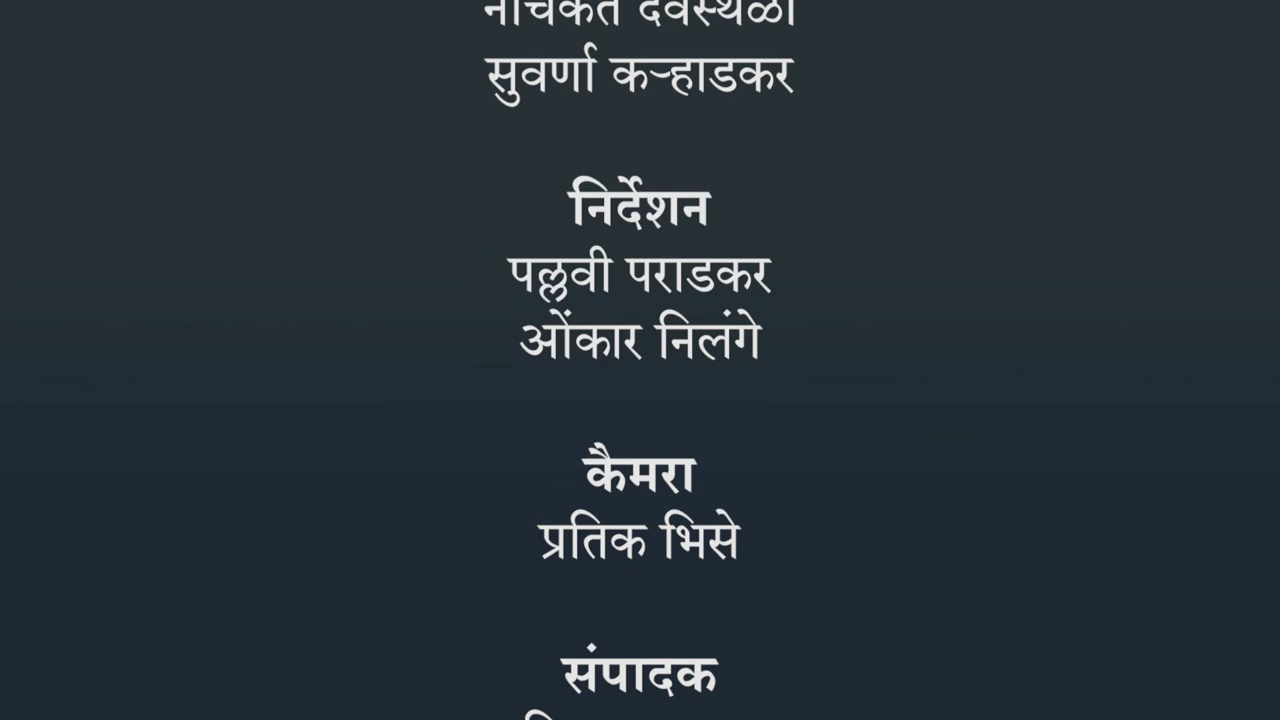 सुवर्णा कऱ्हाडकर
निर्देशन
पल्लवी पराडकर
ओंकार निलंगे
कैमरा
प्रतिक भिसे
संपादक